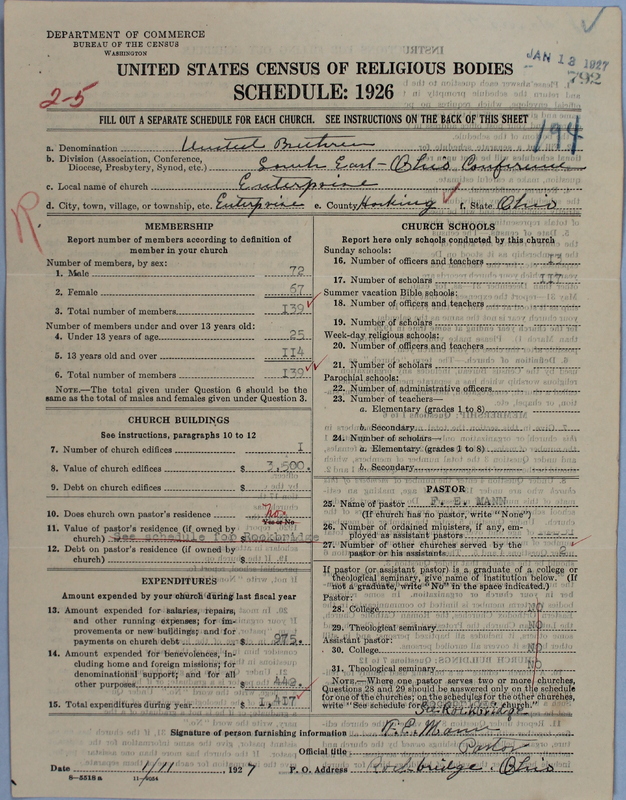 DEPARTMENT OF COMMERCE
BUREAU OF THE CENSUS
WASHINGTON
JAN 13 1927
792
UNITED STATES CENSUS OF RELIGIOUS BODIES
SCHEDULE: 1926
2-5
FILL OUT A SEPARATE SCHEDULE FOR EACH CHURCH. SEE INSTRUCTIONS ON THE BACK OF THIS SHEET
194
a. Denomination United Brethren
b. Division (Association, Conference, Diocese, Presbytery, Synod, etc.) South East-Ohio Conference
c. Local name of church Enterprise
d. City, town, village, or township, etc. Enterprise e. County Hocking f. State Ohio
R
MEMBERSHIP
Report number of members according to definition of member in your church
Number of members, by sex:
1. Male 72
2. Female 67
3. Total number of members 139
Number of members under and over 13 years old:
4. Under 13 years of age 25
5. 13 years old and over 114
6. Total number of members 139
NOTE.—The total given under Question 6 should be the same as the total of males and females given under Question 3.
CHURCH BUILDINGS
See instructions, paragraphs 10 to 12
7. Number of church edifices 1
8. Value of church edifices $ 3,500.
9. Debt on church edifices $
10. Does church own pastor's residence no
Yes or No
11. Value of pastor's residence (if owned by church) $
See schedule for Rockbridge
12. Debt on pastor's residence (if owned by church) $
EXPENDITURES
Amount expended by your church during last fiscal year
13. Amount expended for salaries, repairs, and other running expenses; for improvements or new buildings; and for payments on church debt $ 975.
14. Amount expended for benevolences, including home and foreign missions; for denominational support; and for all other purposes $ 442.
15. Total expenditures during year $ 1,417
CHURCH SCHOOLS
Report here only schools conducted by this church
Sunday schools:
16. Number of officers and teachers
17. Number of scholars 117
Summer vacation Bible schools:
18. Number of officers and teachers
19. Number of scholars
Week-day religious schools:
20. Number of officers and teachers
21. Number of scholars
Parochial schools:
22. Number of administrative officers
23. Number of teachers—
a. Elementary (grades 1 to 8)
b. Secondary
24. Number of scholars—
a. Elementary (grades 1 to 8)
b. Secondary
PASTOR
25. Name of pastor F. E. MANN
(If church has no pastor, write "None")
26. Number of ordained ministers, if any, employed as assistant pastors
27. Number of other churches served by the pastor or his assistants 2
If pastor (or assistant pastor) is a graduate of a college or theological seminary, give name of institution below. (If not a graduate, write "No" in the space indicated.)
Pastor:
28. College NO
29. Theological seminary NO
Assistant pastor:
30. College NO
31. Theological seminary NO
NOTE.—Where one pastor serves two or more churches, Questions 28 and 29 should be answered only on the schedule for one of the churches; on the schedules for the other churches, write "See schedule for church."
Rockbridge
Signature of person furnishing information F. E. Mann
Official title Pastor
Date 1/11 1927 P. O. Address Rockbridge, Ohio
8-5518a 11-9054